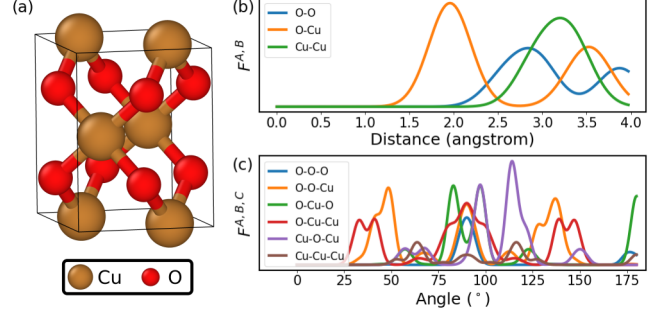 (a)
Cu
O
(b)
O-O
O-Cu
Cu-Cu
F^{A,B}
0.0 0.5 1.0 1.5 2.0 2.5 3.0 3.5 4.0
Distance (angstrom)
(c)
O-O-O
O-O-Cu
O-Cu-O
O-Cu-Cu
Cu-O-Cu
Cu-Cu-Cu
F^{A,B,C}
0 25 50 75 100 125 150 175
Angle (°)